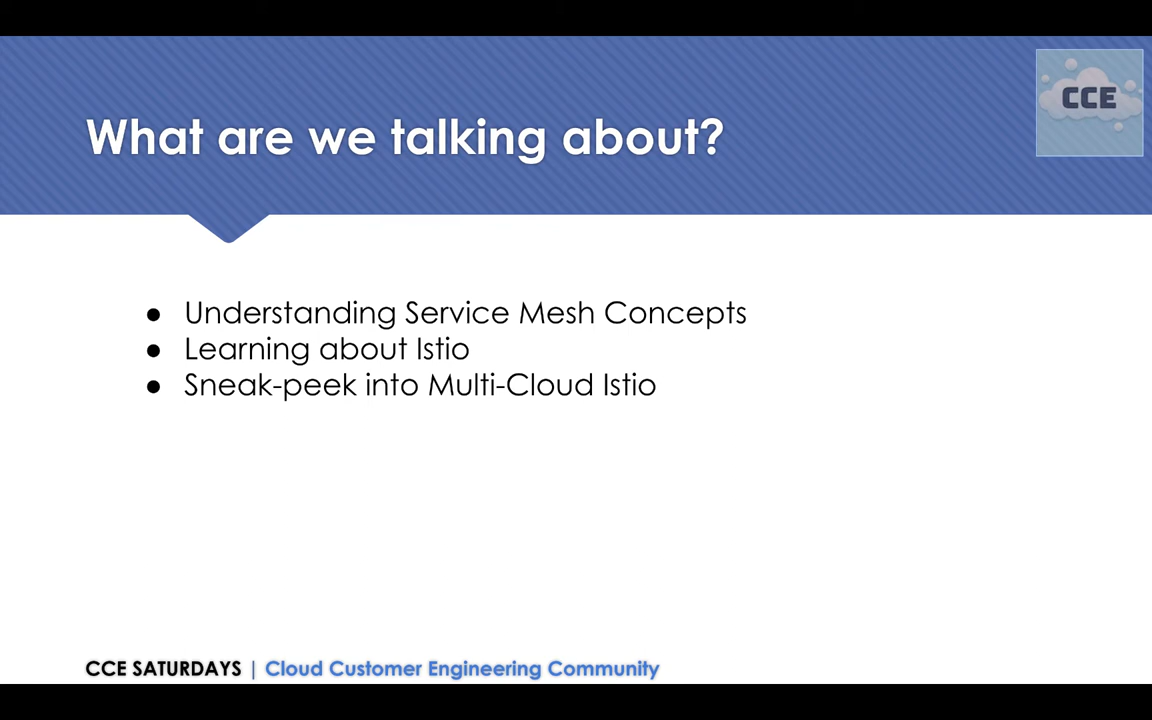 CCE
What are we talking about?
● Understanding Service Mesh Concepts
● Learning about Istio
● Sneak-peek into Multi-Cloud Istio
CCE SATURDAYS | Cloud Customer Engineering Community